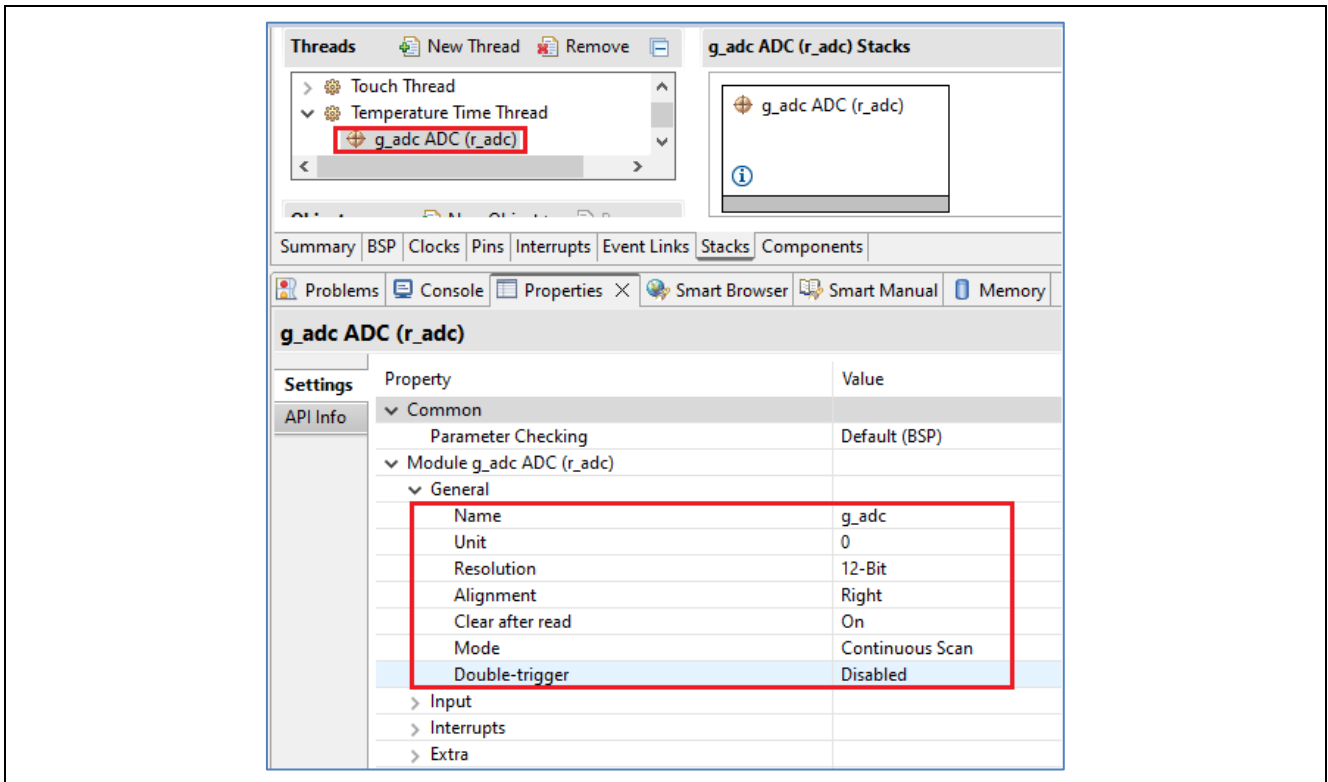 Threads New Thread Remove
g_adc ADC (r_adc) Stacks
Touch Thread
Temperature Time Thread
g_adc ADC (r_adc)
g_adc ADC (r_adc)
Summary BSP Clocks Pins Interrupts Event Links Stacks Components
Problems Console Properties Smart Browser Smart Manual Memory
g_adc ADC (r_adc)
Settings
API Info
Property Value
Common
Parameter Checking Default (BSP)
Module g_adc ADC (r_adc)
General
Name g_adc
Unit 0
Resolution 12-Bit
Alignment Right
Clear after read On
Mode Continuous Scan
Double-trigger Disabled
Input
Interrupts
Extra